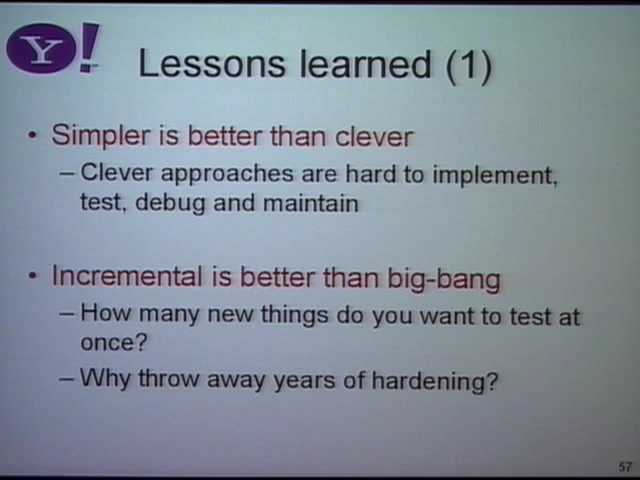 Y!
Lessons learned (1)
• Simpler is better than clever
– Clever approaches are hard to implement,
test, debug and maintain
• Incremental is better than big-bang
– How many new things do you want to test at
once?
– Why throw away years of hardening?
57